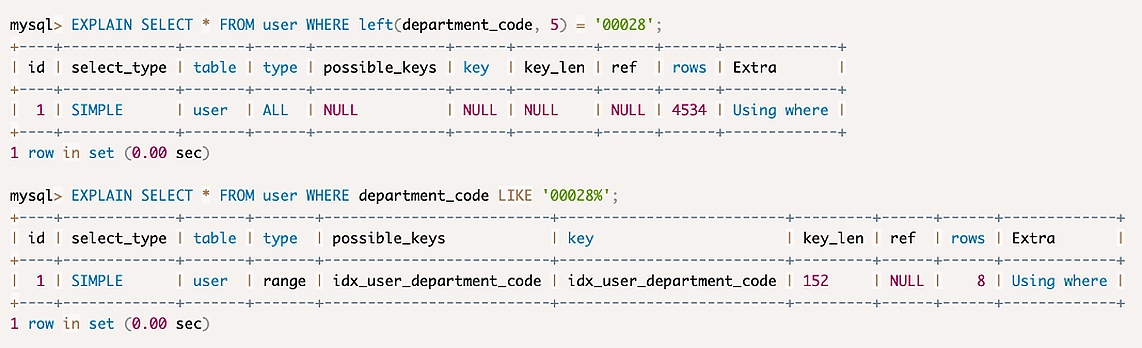 mysql> EXPLAIN SELECT * FROM user WHERE left(department_code, 5) = '00028';
+----+-------------+-------+------+---------------+------+---------+------+------+-------------+
| id | select_type | table | type | possible_keys | key | key_len | ref | rows | Extra |
+----+-------------+-------+------+---------------+------+---------+------+------+-------------+
| 1 | SIMPLE | user | ALL | NULL | NULL | NULL | NULL | 4534 | Using where |
+----+-------------+-------+------+---------------+------+---------+------+------+-------------+
1 row in set (0.00 sec)
mysql> EXPLAIN SELECT * FROM user WHERE department_code LIKE '00028%';
+----+-------------+-------+-------+--------------------------+--------------------------+---------+------+------+-------------+
| id | select_type | table | type | possible_keys | key | key_len | ref | rows | Extra |
+----+-------------+-------+-------+--------------------------+--------------------------+---------+------+------+-------------+
| 1 | SIMPLE | user | range | idx_user_department_code | idx_user_department_code | 152 | NULL | 8 | Using where |
+----+-------------+-------+-------+--------------------------+--------------------------+---------+------+------+-------------+
1 row in set (0.00 sec)